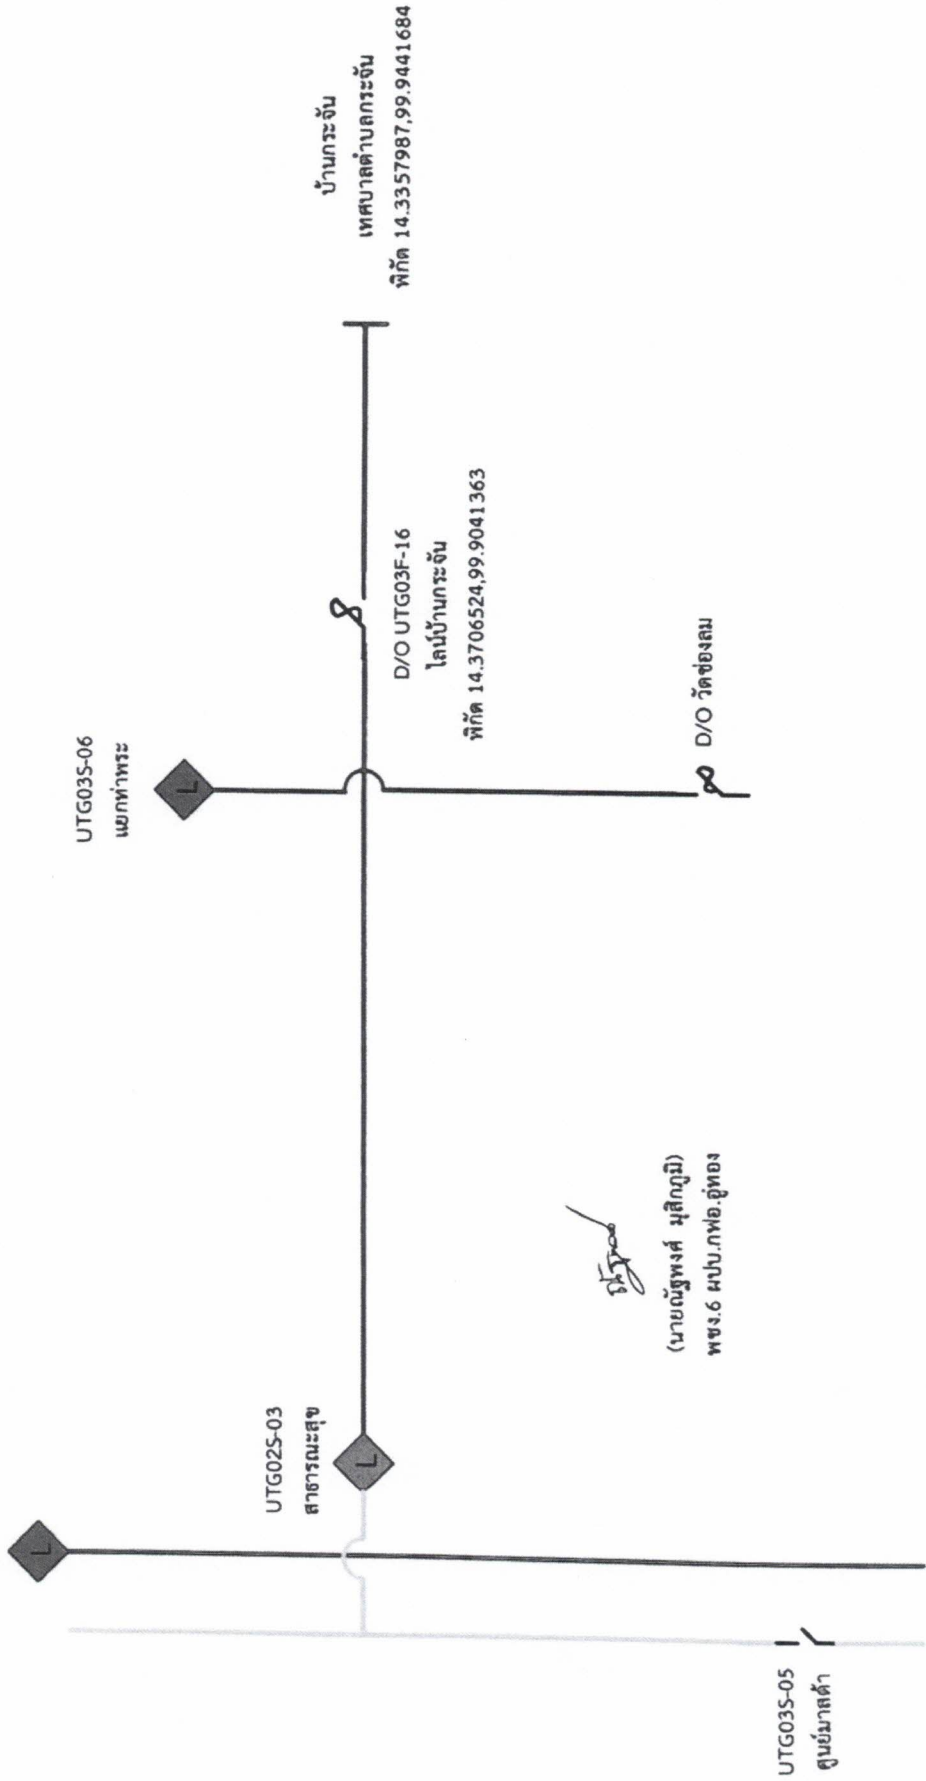 บ้านกระจัน
เทศบาลตำบลกระจัน
พิกัด 14.3357987,99.9441684
UTG03S-06
แยกท่าพระ
L
D/O UTG03F-16
ไลน์บ้านกระจัน
พิกัด 14.3706524,99.9041363
D/O วัดช่องลม
UTG02S-03
สาธารณะสุข
L
L
(นายณัฐพงศ์ มุสิกภูมิ)
พชง.6 ผปบ.กฟอ.อู่ทอง
UTG03S-05
ศูนย์มาสด้า